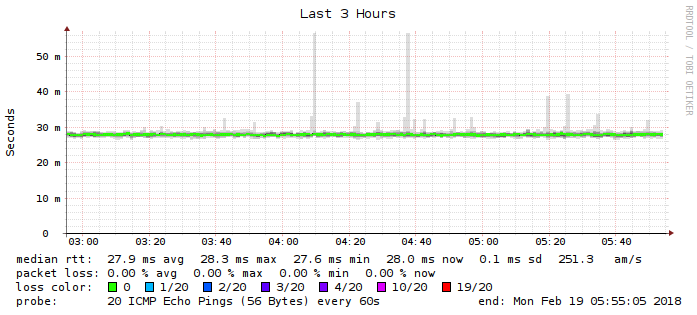 Last 3 Hours
RRDTOOL / TOBI OETIKER
Seconds
50 m
40 m
30 m
20 m
10 m
0
03:00 03:20 03:40 04:00 04:20 04:40 05:00 05:20 05:40
median rtt: 27.9 ms avg 28.3 ms max 27.6 ms min 28.0 ms now 0.1 ms sd 251.3 am/s
packet loss: 0.00 % avg 0.00 % max 0.00 % min 0.00 % now
loss color: 0 1/20 2/20 3/20 4/20 10/20 19/20
probe: 20 ICMP Echo Pings (56 Bytes) every 60s end: Mon Feb 19 05:55:05 2018